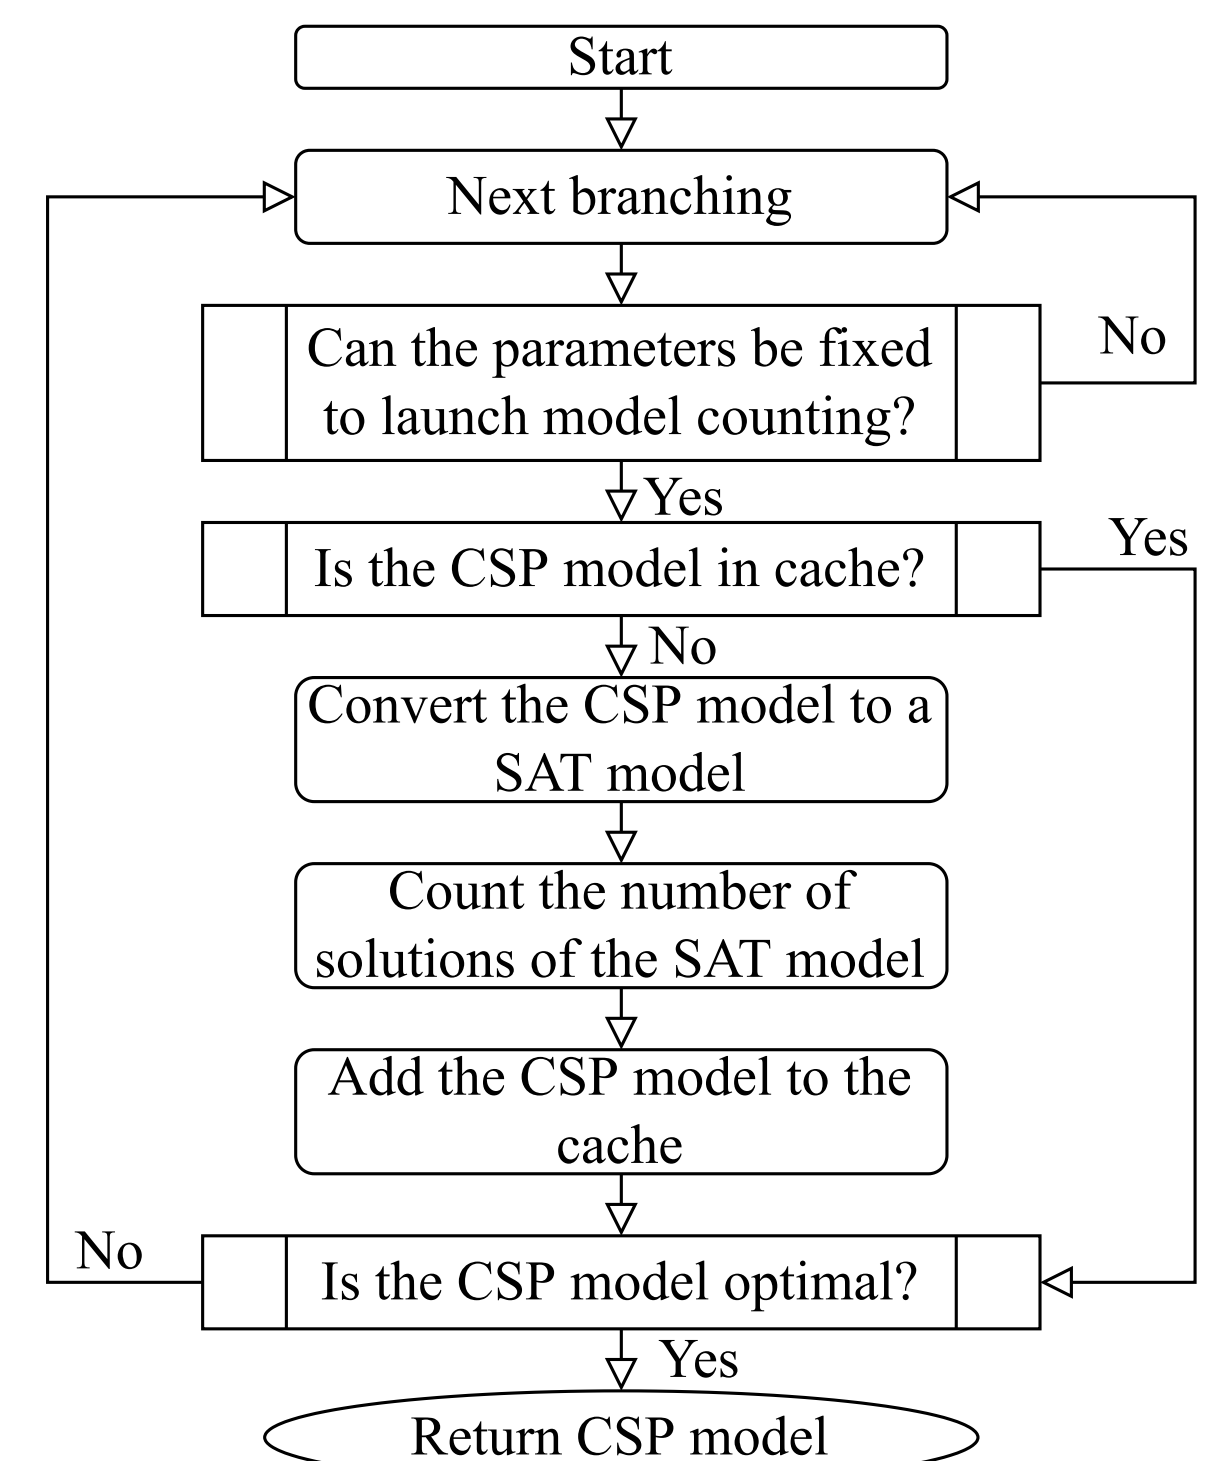 Start
Next branching
Can the parameters be fixed
to launch model counting?
No
Yes
Is the CSP model in cache?
Yes
No
Convert the CSP model to a
SAT model
Count the number of
solutions of the SAT model
Add the CSP model to the
cache
No
Is the CSP model optimal?
Yes
Return CSP model